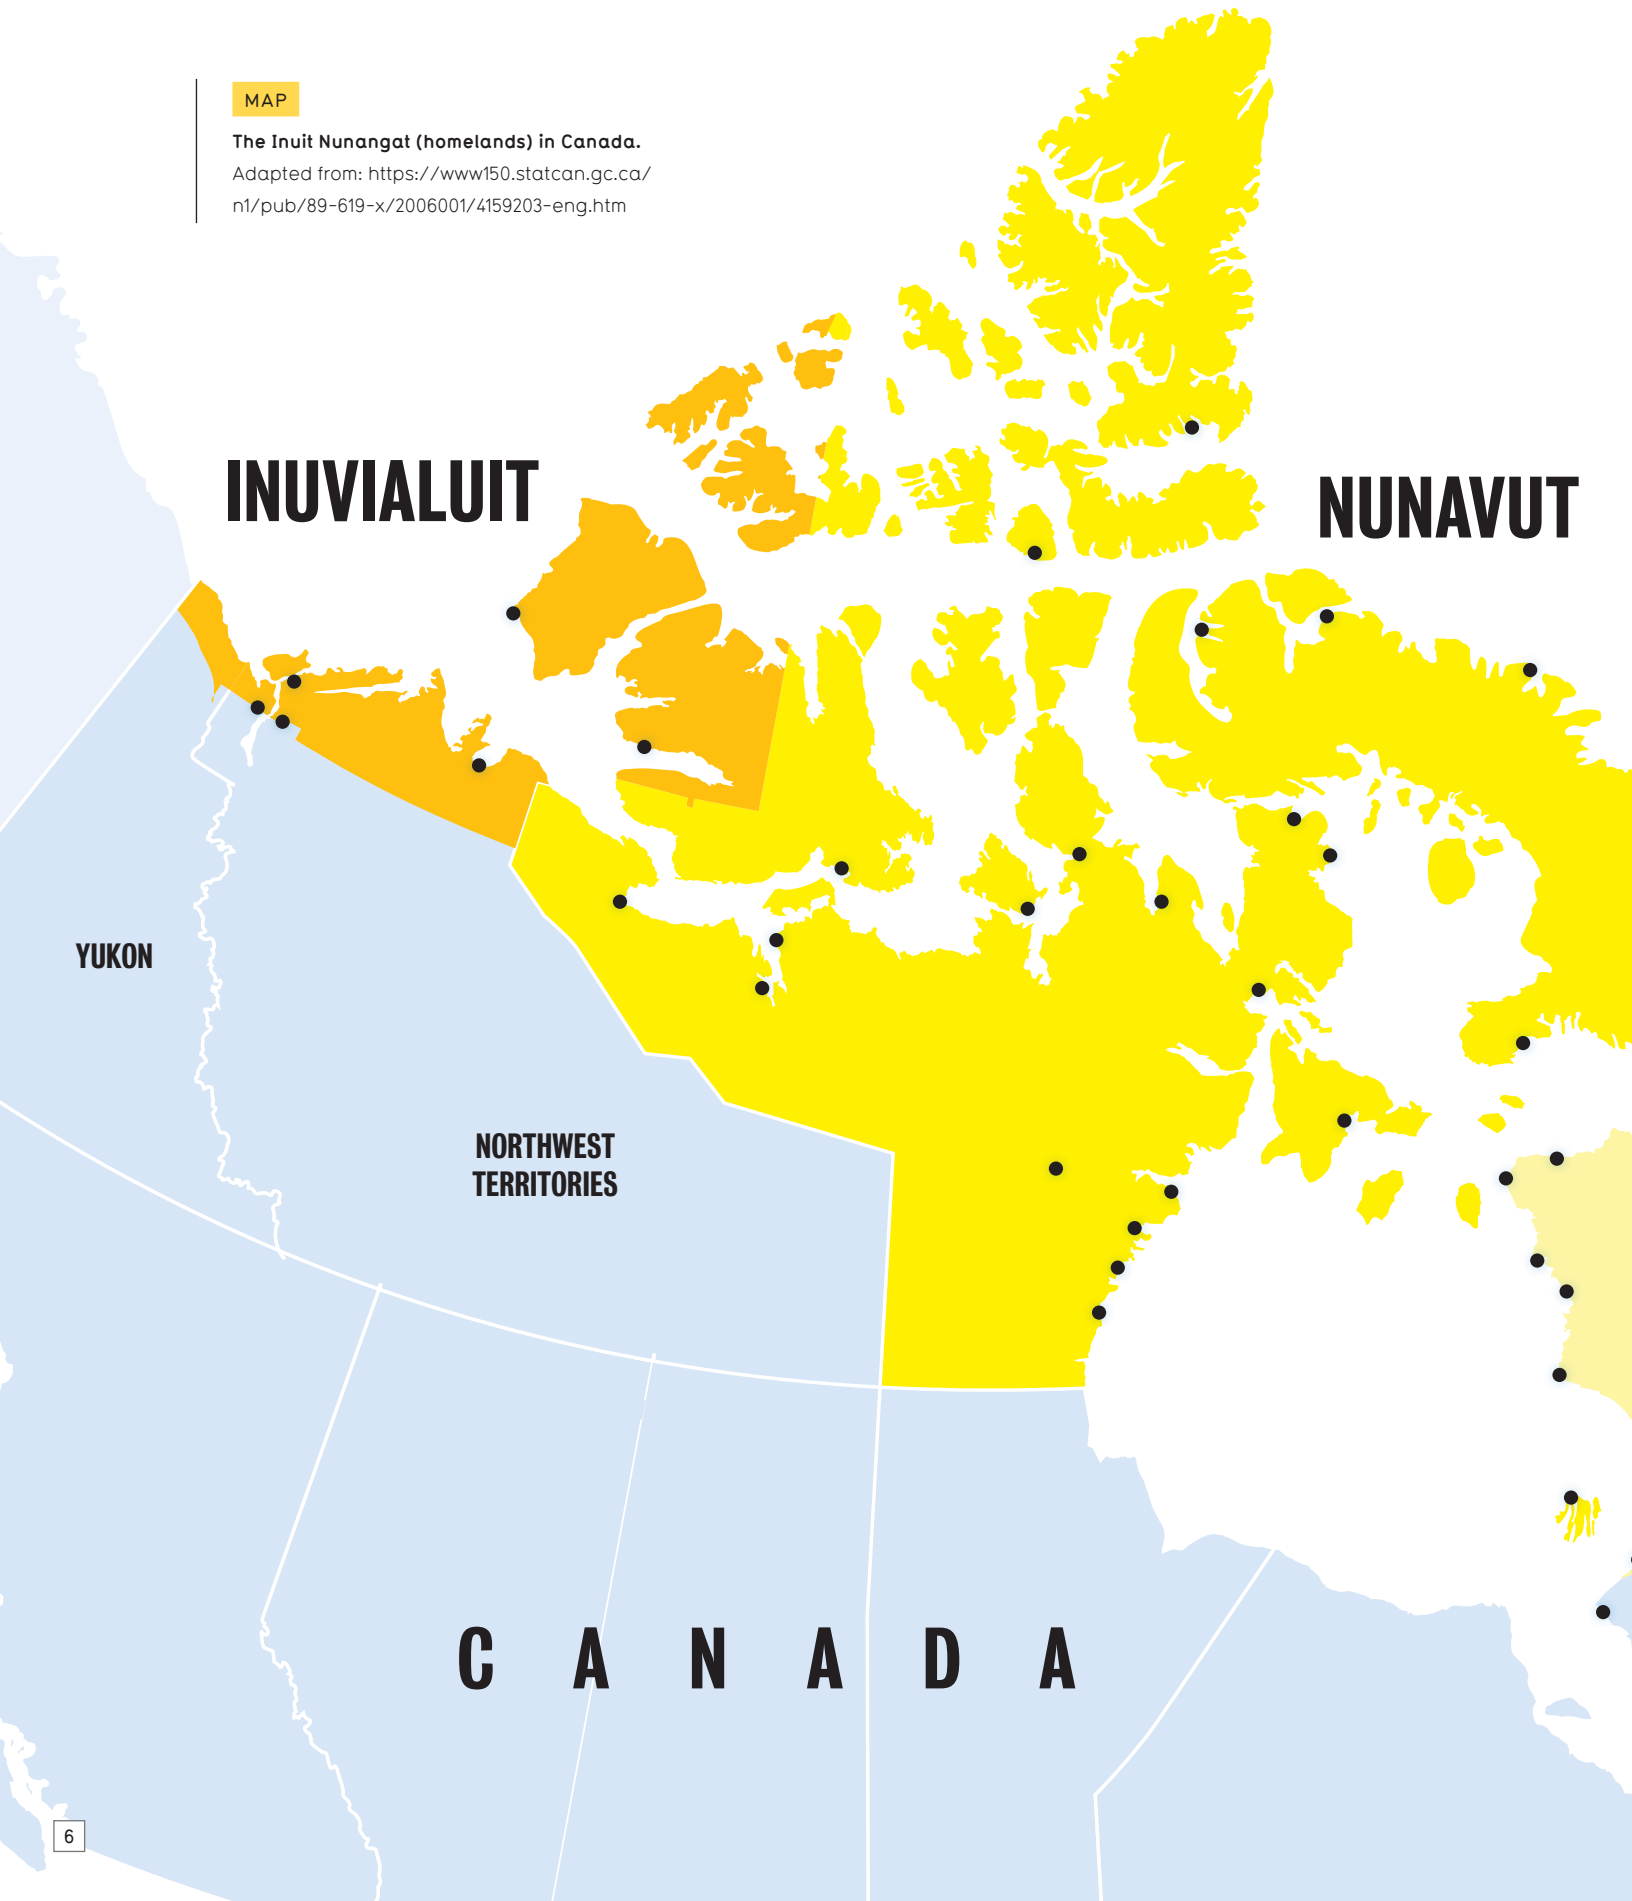 MAP
The Inuit Nunangat (homelands) in Canada.
Adapted from: https://www150.statcan.gc.ca/
n1/pub/89-619-x/2006001/4159203-eng.htm
INUVIALUIT
NUNAVUT
YUKON
NORTHWEST
TERRITORIES
CANADA
6